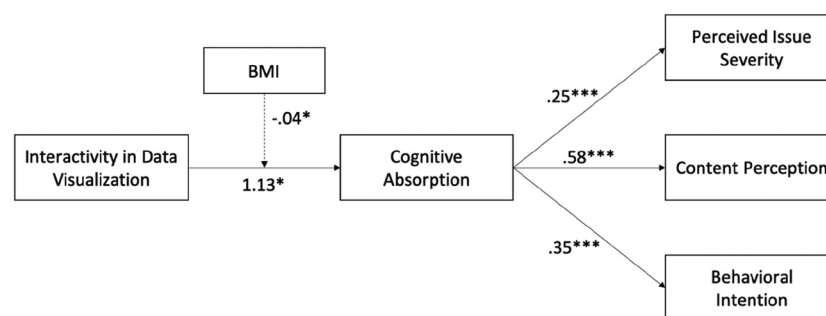 Perceived Issue
Severity
BMI
.25***
-.04*
Interactivity in Data
Visualization
1.13*
Cognitive
Absorption
.58***
Content Perception
.35***
Behavioral
Intention